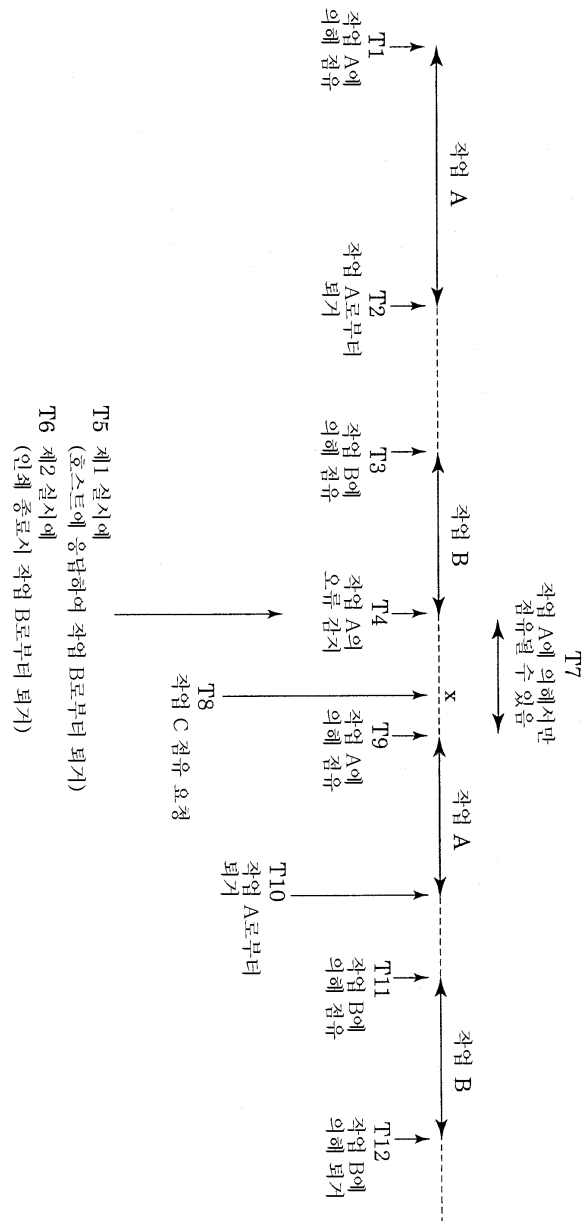 T1
작업 A에
의해 점유
작업 A
T2
작업 A로부터
퇴거
T3
작업 B에
의해 점유
작업 B
T4
작업 A의
오류 감지
T5 제1 실시예
(호스트에 응답하여 작업 B로부터 퇴거)
T6 제2 실시예
(인쇄 종료시 작업 B로부터 퇴거)
T7
작업 A에 의해서만
점유될 수 있음
x
T8
작업 C 점유 요청
T9
작업 A에
의해 점유
작업 A
T10
작업 A로부터
퇴거
T11
작업 B에
의해 점유
작업 B
T12
작업 B에
의해 퇴거